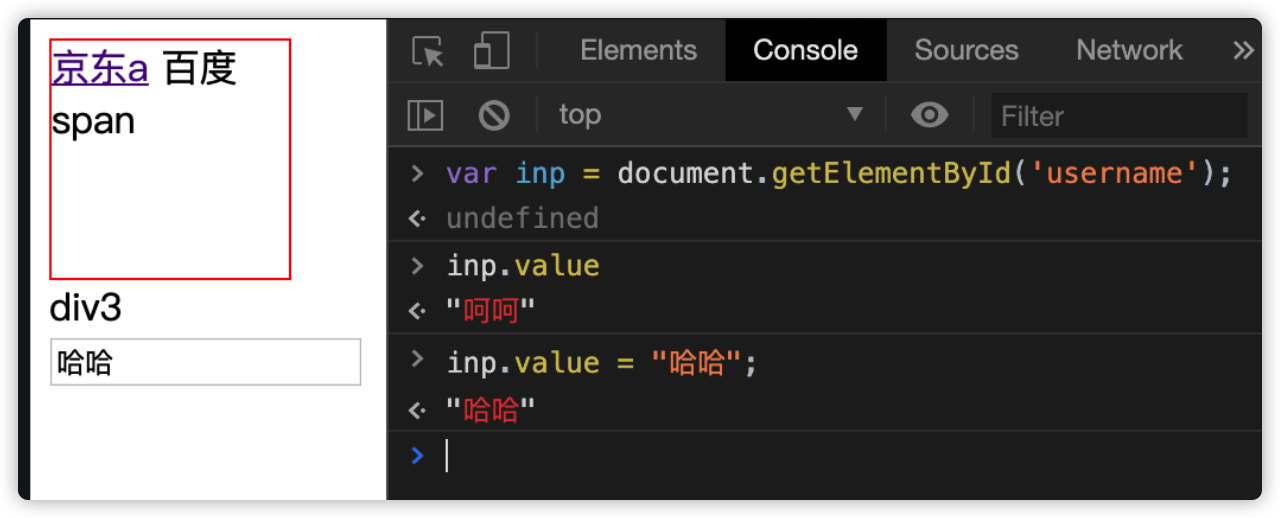 京东a 百度
span
div3
哈哈
Elements Console Sources Network »
top ▼ Filter
> var inp = document.getElementById('username');
<· undefined
> inp.value
<· "呵呵"
> inp.value = "哈哈";
<· "哈哈"
>